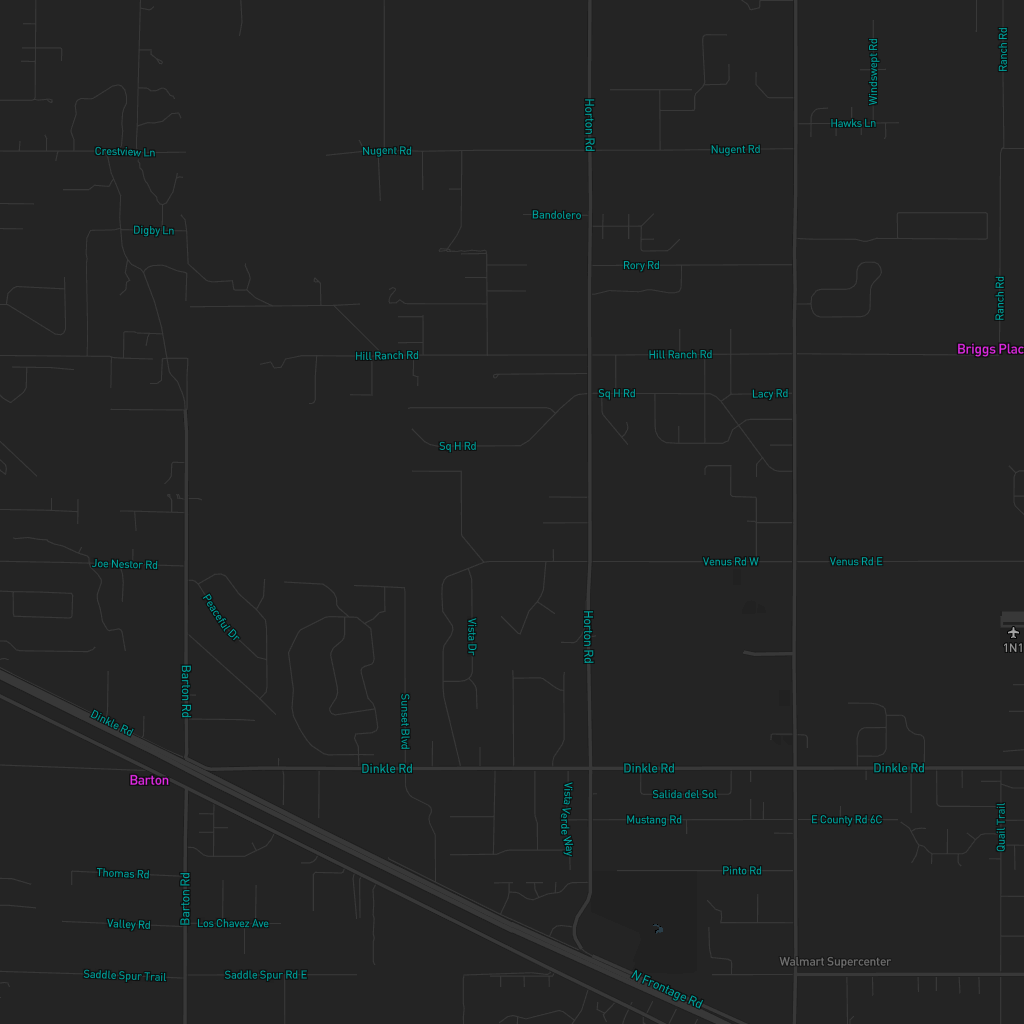 Ranch Rd
Windswept Rd
Hawks Ln
Horton Rd
Crestview Ln
Nugent Rd
Nugent Rd
Bandolero
Digby Ln
Rory Rd
Ranch Rd
Briggs Plac
Hill Ranch Rd
Hill Ranch Rd
Sq H Rd
Lacy Rd
Sq H Rd
Joe Nestor Rd
Venus Rd W
Venus Rd E
Peaceful Dr
Vista Dr
Horton Rd
1N1
Barton Rd
Sunset Blvd
Dinkle Rd
Dinkle Rd
Dinkle Rd
Dinkle Rd
Barton
Salida del Sol
Vista Verde Way
Mustang Rd
E County Rd 6C
Quail Trail
Thomas Rd
Pinto Rd
Barton Rd
Valley Rd
Los Chavez Ave
Walmart Supercenter
Saddle Spur Trail
Saddle Spur Rd E
N Frontage Rd